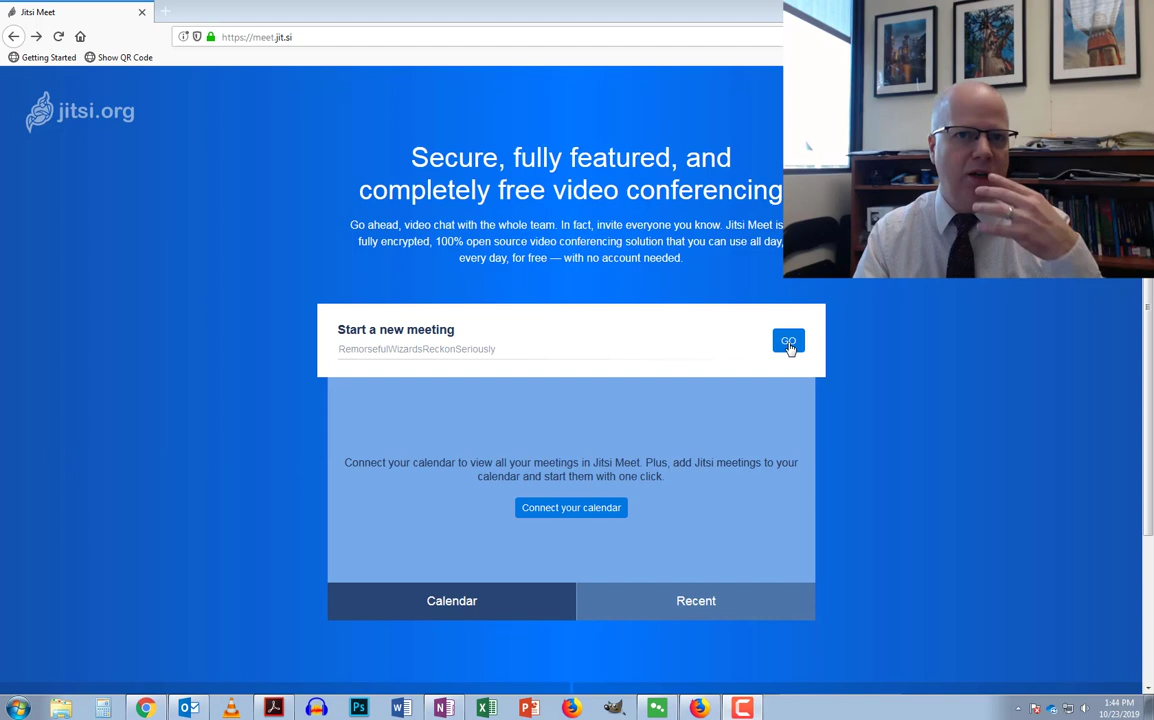 Jitsi Meet
https://meet.jit.si
Getting Started
Show QR Code
jitsi.org
Secure, fully featured, and
completely free video conferencing
Go ahead, video chat with the whole team. In fact, invite everyone you know. Jitsi Meet is
fully encrypted, 100% open source video conferencing solution that you can use all day,
every day, for free — with no account needed.
Start a new meeting
RemorsefulWizardsReckonSeriously
GO
Connect your calendar to view all your meetings in Jitsi Meet. Plus, add Jitsi meetings to your
calendar and start them with one click.
Connect your calendar
Calendar
Recent
1:44 PM
10/23/2019